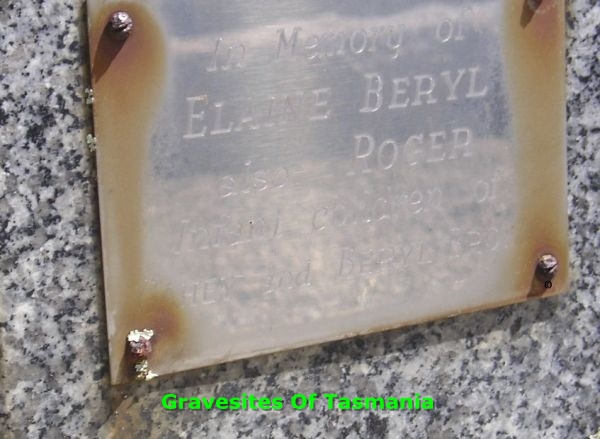 In Memory of
ELAINE BERYL
also ROGER
Infant children of
and BERYL
©
Gravesites Of Tasmania